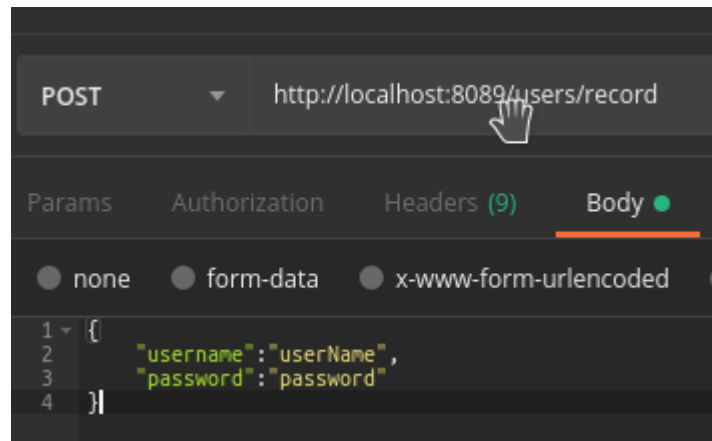 POST http://localhost:8089/users/record
Params Authorization Headers (9) Body
none form-data x-www-form-urlencoded
1 {
2 "username":"userName",
3 "password":"password"
4 }